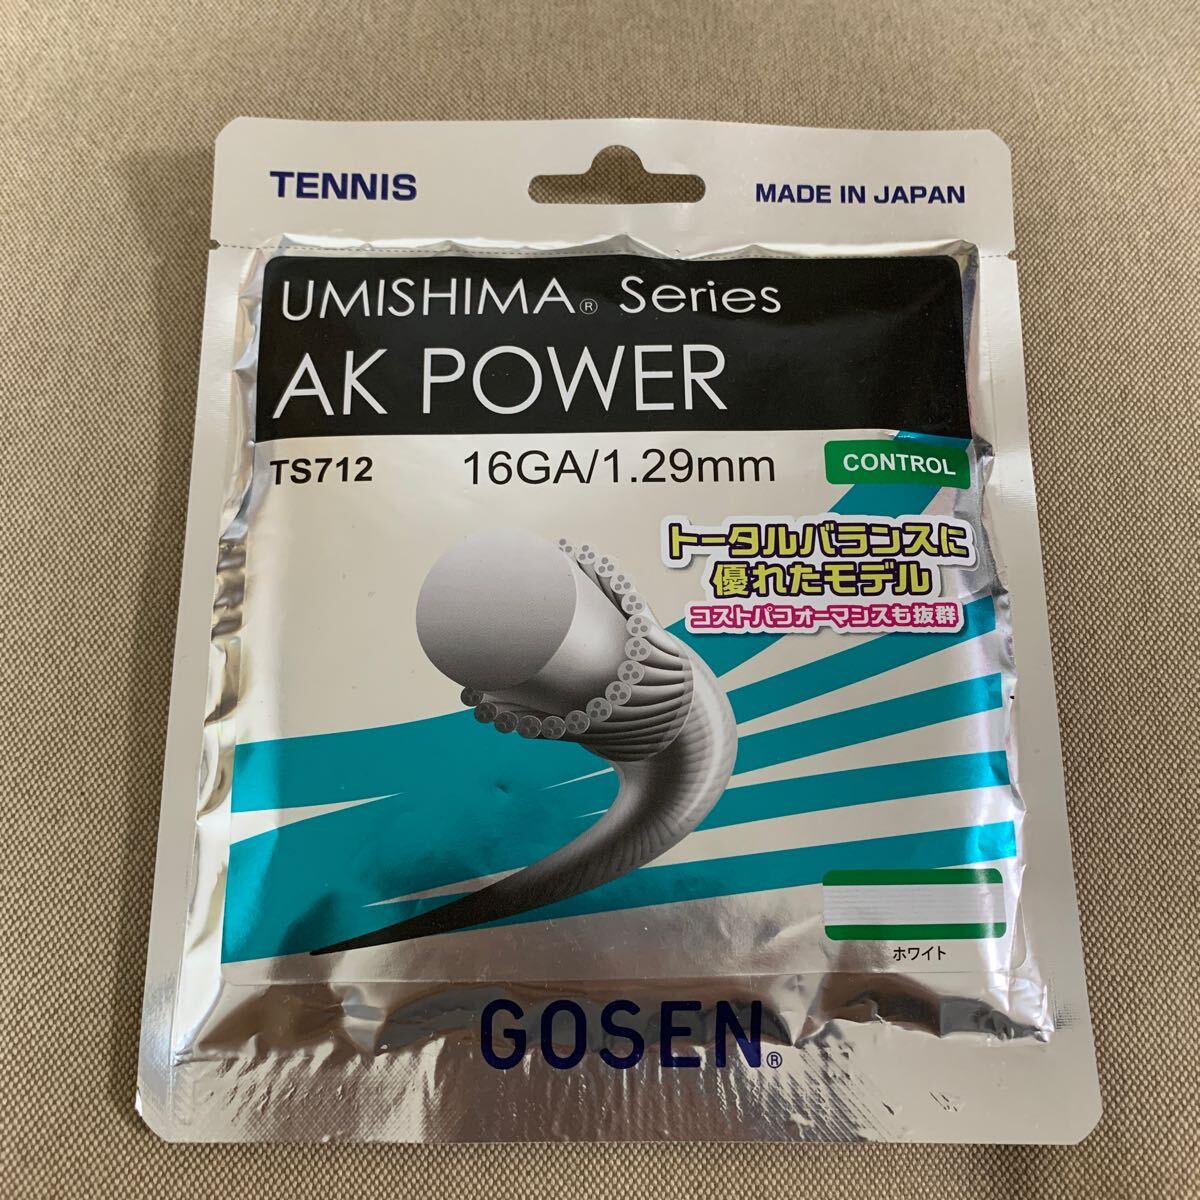 TENNIS
MADE IN JAPAN
UMISHIMA® Series
AK POWER
TS712
16GA/1.29mm
CONTROL
トータルバランスに
優れたモデル
コストパフォーマンスも抜群
ホワイト
GOSEN®